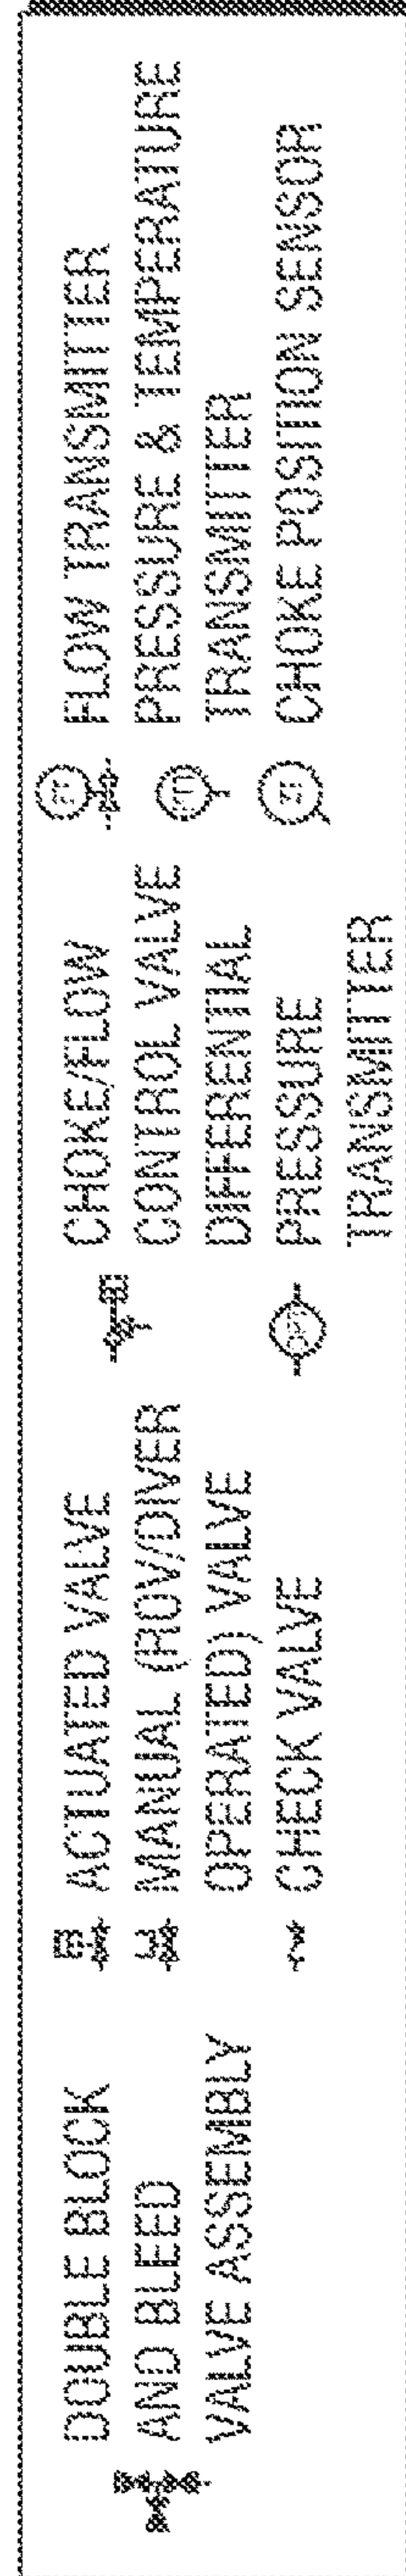 DOUBLE BLOCK
AND BLEED
VALVE ASSEMBLY
ACTUATED VALVE
MANUAL (ROV/DIVER
OPERATED) VALVE
CHECK VALVE
CHOKE/FLOW
CONTROL VALVE
DIFFERENTIAL
PRESSURE
TRANSMITTER
FLOW TRANSMITTER
PRESSURE & TEMPERATURE
TRANSMITTER
CHOKE POSITION SENSOR